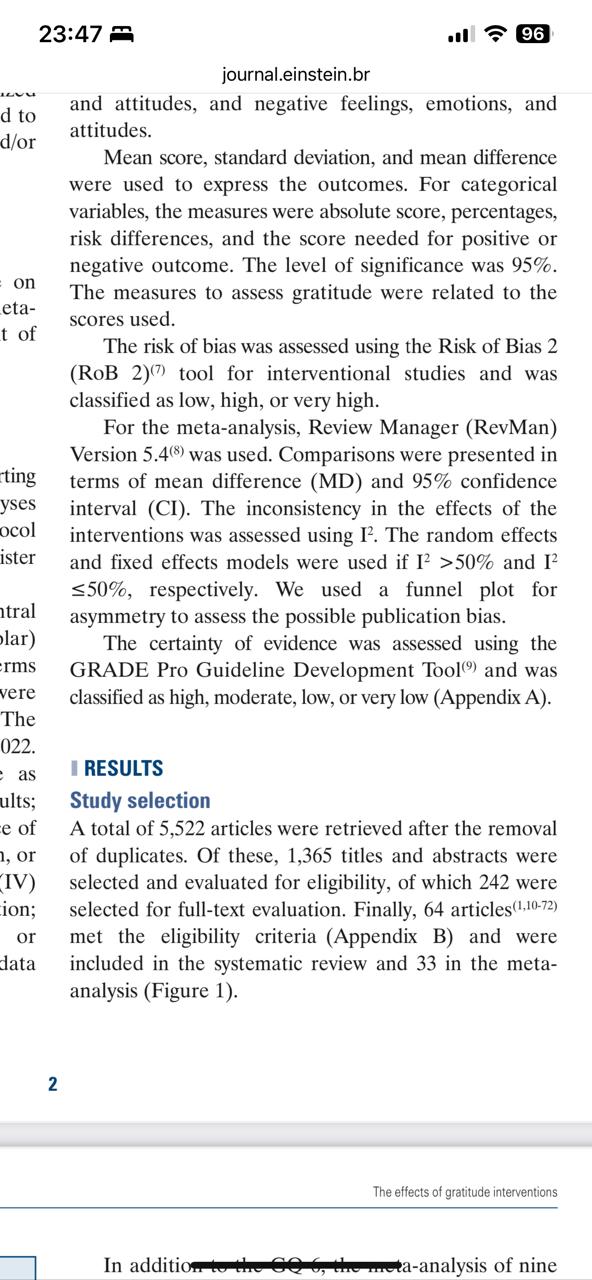 23:47
96
journal.einstein.br
d to
d/or
on
eta-
t of
rting
yses
ocol
ister
ntral
olar)
erms
were
The
022.
e as
ults;
ce of
n, or
(IV)
tion;
or
data
and attitudes, and negative feelings, emotions, and
attitudes.
Mean score, standard deviation, and mean difference
were used to express the outcomes. For categorical
variables, the measures were absolute score, percentages,
risk differences, and the score needed for positive or
negative outcome. The level of significance was 95%.
The measures to assess gratitude were related to the
scores used.
The risk of bias was assessed using the Risk of Bias 2
(RoB 2)(7) tool for interventional studies and was
classified as low, high, or very high.
For the meta-analysis, Review Manager (RevMan)
Version 5.4(8) was used. Comparisons were presented in
terms of mean difference (MD) and 95% confidence
interval (CI). The inconsistency in the effects of the
interventions was assessed using I². The random effects
and fixed effects models were used if I² >50% and I²
≤50%, respectively. We used a funnel plot for
asymmetry to assess the possible publication bias.
The certainty of evidence was assessed using the
GRADE Pro Guideline Development Tool(9) and was
classified as high, moderate, low, or very low (Appendix A).
RESULTS
Study selection
A total of 5,522 articles were retrieved after the removal
of duplicates. Of these, 1,365 titles and abstracts were
selected and evaluated for eligibility, of which 242 were
selected for full-text evaluation. Finally, 64 articles(1,10-72)
met the eligibility criteria (Appendix B) and were
included in the systematic review and 33 in the meta-
analysis (Figure 1).
2
The effects of gratitude interventions
In addition to the GQ-6, the meta-analysis of nine